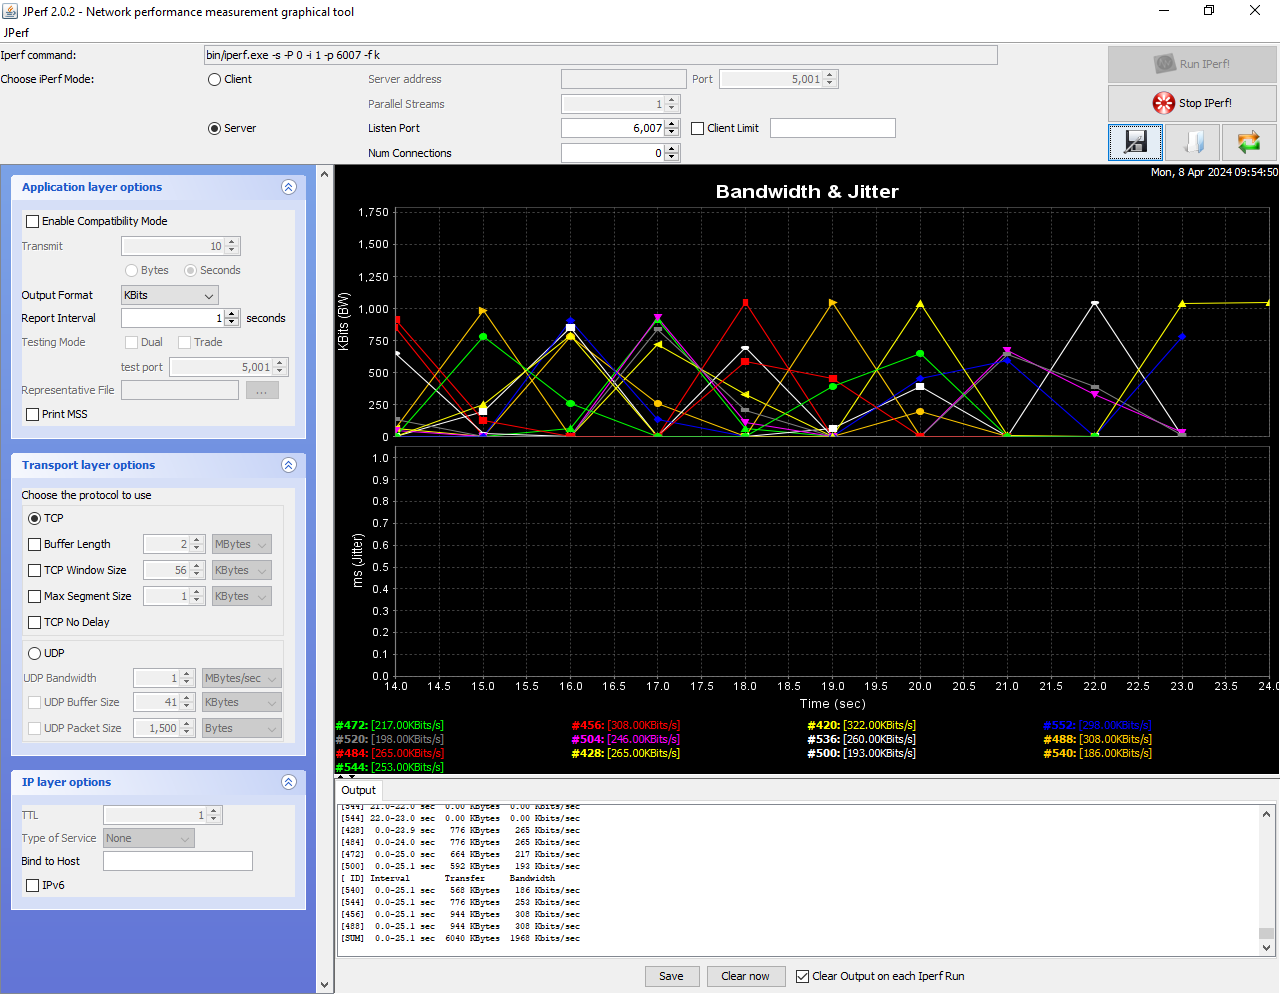 JPerf 2.0.2 - Network performance measurement graphical tool
JPerf
Iperf command:
bin/iperf.exe -s -P 0 -i 1 -p 6007 -f k
Run IPerf!
Choose iPerf Mode:
Client
Server address
Port
5,001
Parallel Streams
1
Stop IPerf!
Server
Listen Port
6,007
Client Limit
Num Connections
0
Application layer options
Enable Compatibility Mode
Transmit
10
Bytes
Seconds
Output Format
KBits
Report Interval
1
seconds
Testing Mode
Dual
Trade
test port
5,001
Representative File
...
Print MSS
Transport layer options
Choose the protocol to use
TCP
Buffer Length
2
MBytes
TCP Window Size
56
KBytes
Max Segment Size
1
KBytes
TCP No Delay
UDP
UDP Bandwidth
1
MBytes/sec
UDP Buffer Size
41
KBytes
UDP Packet Size
1,500
Bytes
IP layer options
TTL
1
Type of Service
None
Bind to Host
IPv6
Mon, 8 Apr 2024 09:54:50
Bandwidth & Jitter
KBits (BW)
1,750
1,500
1,250
1,000
750
500
250
0
ms (Jitter)
1.0
0.9
0.8
0.7
0.6
0.5
0.4
0.3
0.2
0.1
0.0
14.0 14.5 15.0 15.5 16.0 16.5 17.0 17.5 18.0 18.5 19.0 19.5 20.0 20.5 21.0 21.5 22.0 22.5 23.0 23.5 24.0
Time (sec)
#472: [217.00KBits/s] #456: [308.00KBits/s] #420: [322.00KBits/s] #552: [298.00KBits/s]
#520: [198.00KBits/s] #504: [246.00KBits/s] #536: [260.00KBits/s] #488: [308.00KBits/s]
#484: [265.00KBits/s] #428: [265.00KBits/s] #500: [193.00KBits/s] #540: [186.00KBits/s]
#544: [253.00KBits/s]
Output
[544] 21.0-22.0 sec 0.00 KBytes 0.00 Kbits/sec
[544] 22.0-23.0 sec 0.00 KBytes 0.00 Kbits/sec
[428] 0.0-23.9 sec 776 KBytes 265 Kbits/sec
[484] 0.0-24.0 sec 776 KBytes 265 Kbits/sec
[472] 0.0-25.0 sec 664 KBytes 217 Kbits/sec
[500] 0.0-25.1 sec 592 KBytes 193 Kbits/sec
[ ID] Interval Transfer Bandwidth
[540] 0.0-25.1 sec 568 KBytes 186 Kbits/sec
[544] 0.0-25.1 sec 776 KBytes 253 Kbits/sec
[456] 0.0-25.1 sec 944 KBytes 308 Kbits/sec
[488] 0.0-25.1 sec 944 KBytes 308 Kbits/sec
[SUM] 0.0-25.1 sec 6040 KBytes 1968 Kbits/sec
Save
Clear now
Clear Output on each Iperf Run